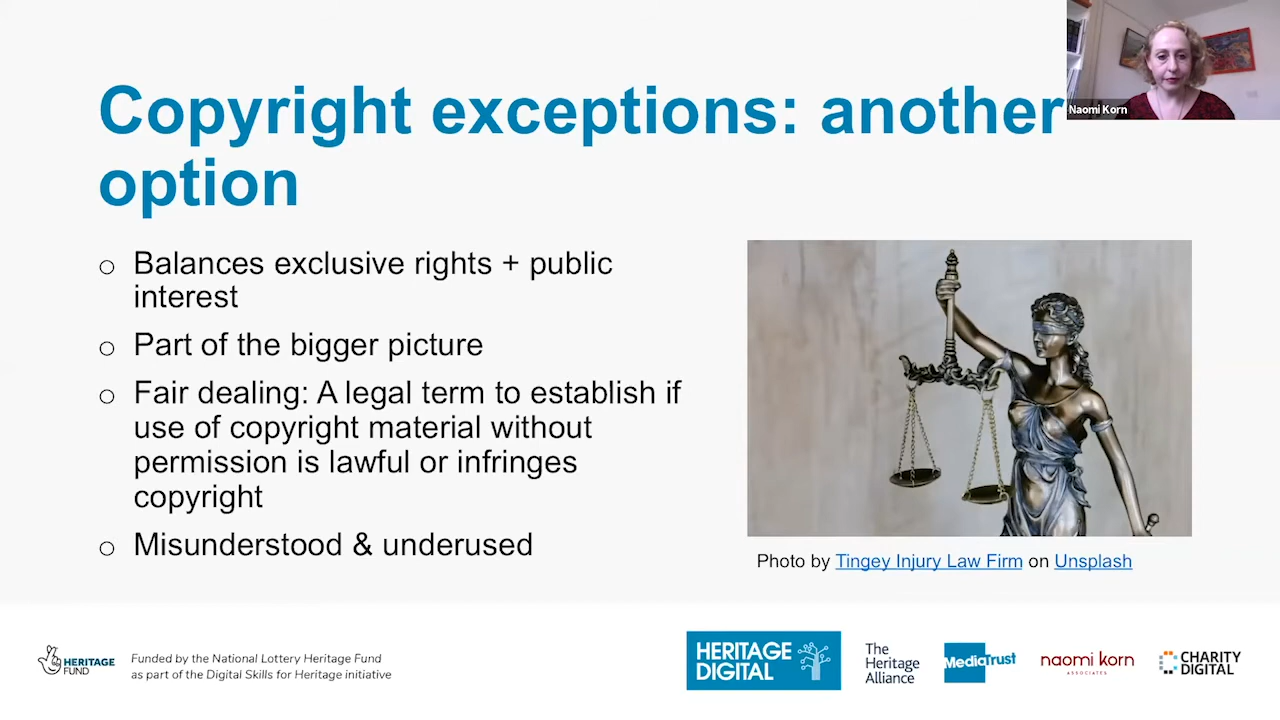 Copyright exceptions: another
option
Naomi Korn
Balances exclusive rights + public
interest
Part of the bigger picture
Fair dealing: A legal term to establish if
use of copyright material without
permission is lawful or infringes
copyright
Misunderstood & underused
Photo by Tingey Injury Law Firm on Unsplash
HERITAGE
FUND
Funded by the National Lottery Heritage Fund
as part of the Digital Skills for Heritage initiative
HERITAGE
DIGITAL
The
Heritage
Alliance
MediaTrust
naomi korn
ASSOCIATES
CHARITY
DIGITAL